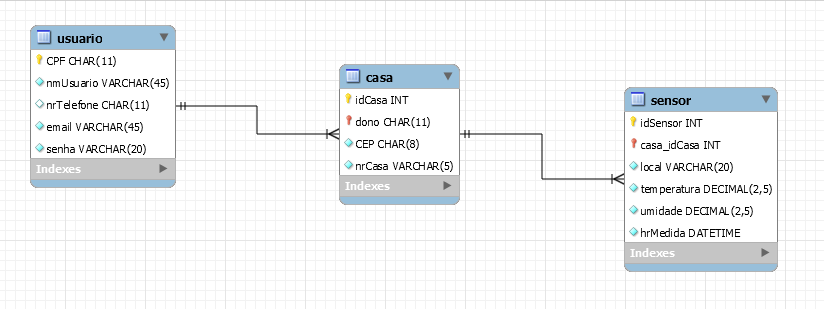 usuario
CPF CHAR(11)
nmUsuario VARCHAR(45)
nrTelefone CHAR(11)
email VARCHAR(45)
senha VARCHAR(20)
Indexes
casa
idCasa INT
dono CHAR(11)
CEP CHAR(8)
nrCasa VARCHAR(5)
Indexes
sensor
idSensor INT
casa_idCasa INT
local VARCHAR(20)
temperatura DECIMAL(2,5)
umidade DECIMAL(2,5)
hrMedida DATETIME
Indexes